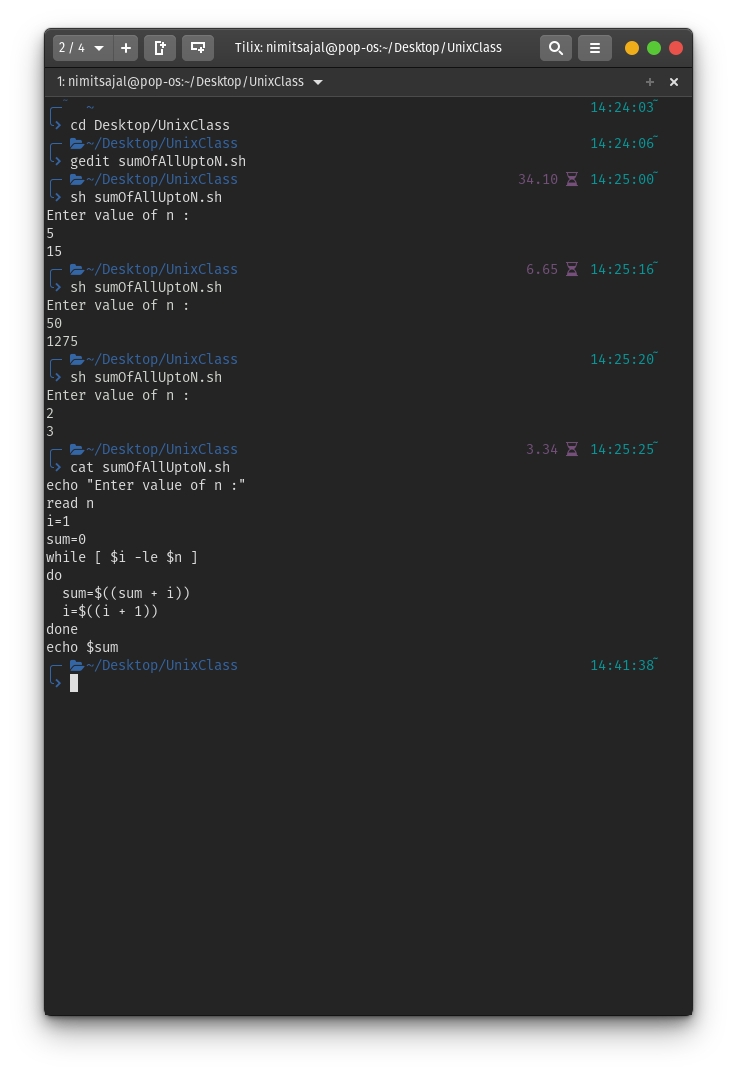 2 / 4 Tilix: nimitsajal@pop-os:~/Desktop/UnixClass
1: nimitsajal@pop-os:~/Desktop/UnixClass
~ 14:24:03
cd Desktop/UnixClass
~/Desktop/UnixClass 14:24:06
gedit sumOfAllUptoN.sh
~/Desktop/UnixClass 34.10 14:25:00
sh sumOfAllUptoN.sh
Enter value of n :
5
15
~/Desktop/UnixClass 6.65 14:25:16
sh sumOfAllUptoN.sh
Enter value of n :
50
1275
~/Desktop/UnixClass 14:25:20
sh sumOfAllUptoN.sh
Enter value of n :
2
3
~/Desktop/UnixClass 3.34 14:25:25
cat sumOfAllUptoN.sh
echo "Enter value of n :"
read n
i=1
sum=0
while [ $i -le $n ]
do
  sum=$((sum + i))
  i=$((i + 1))
done
echo $sum
~/Desktop/UnixClass 14:41:38